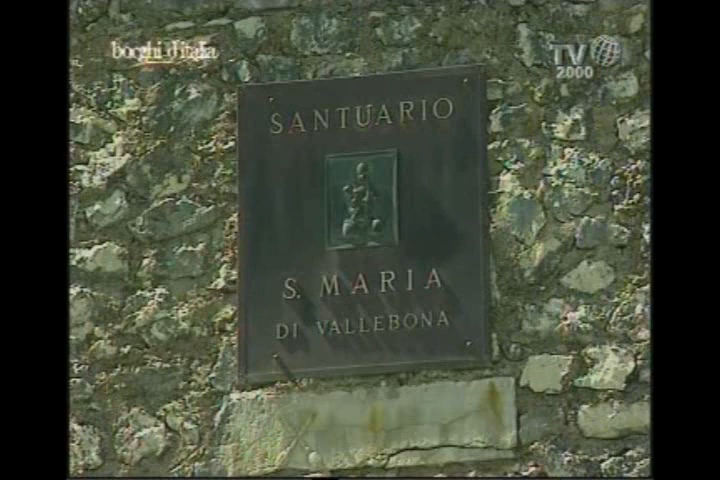 borghi d'italia
TV
2000
SANTUARIO
S. MARIA
DI VALLEBONA